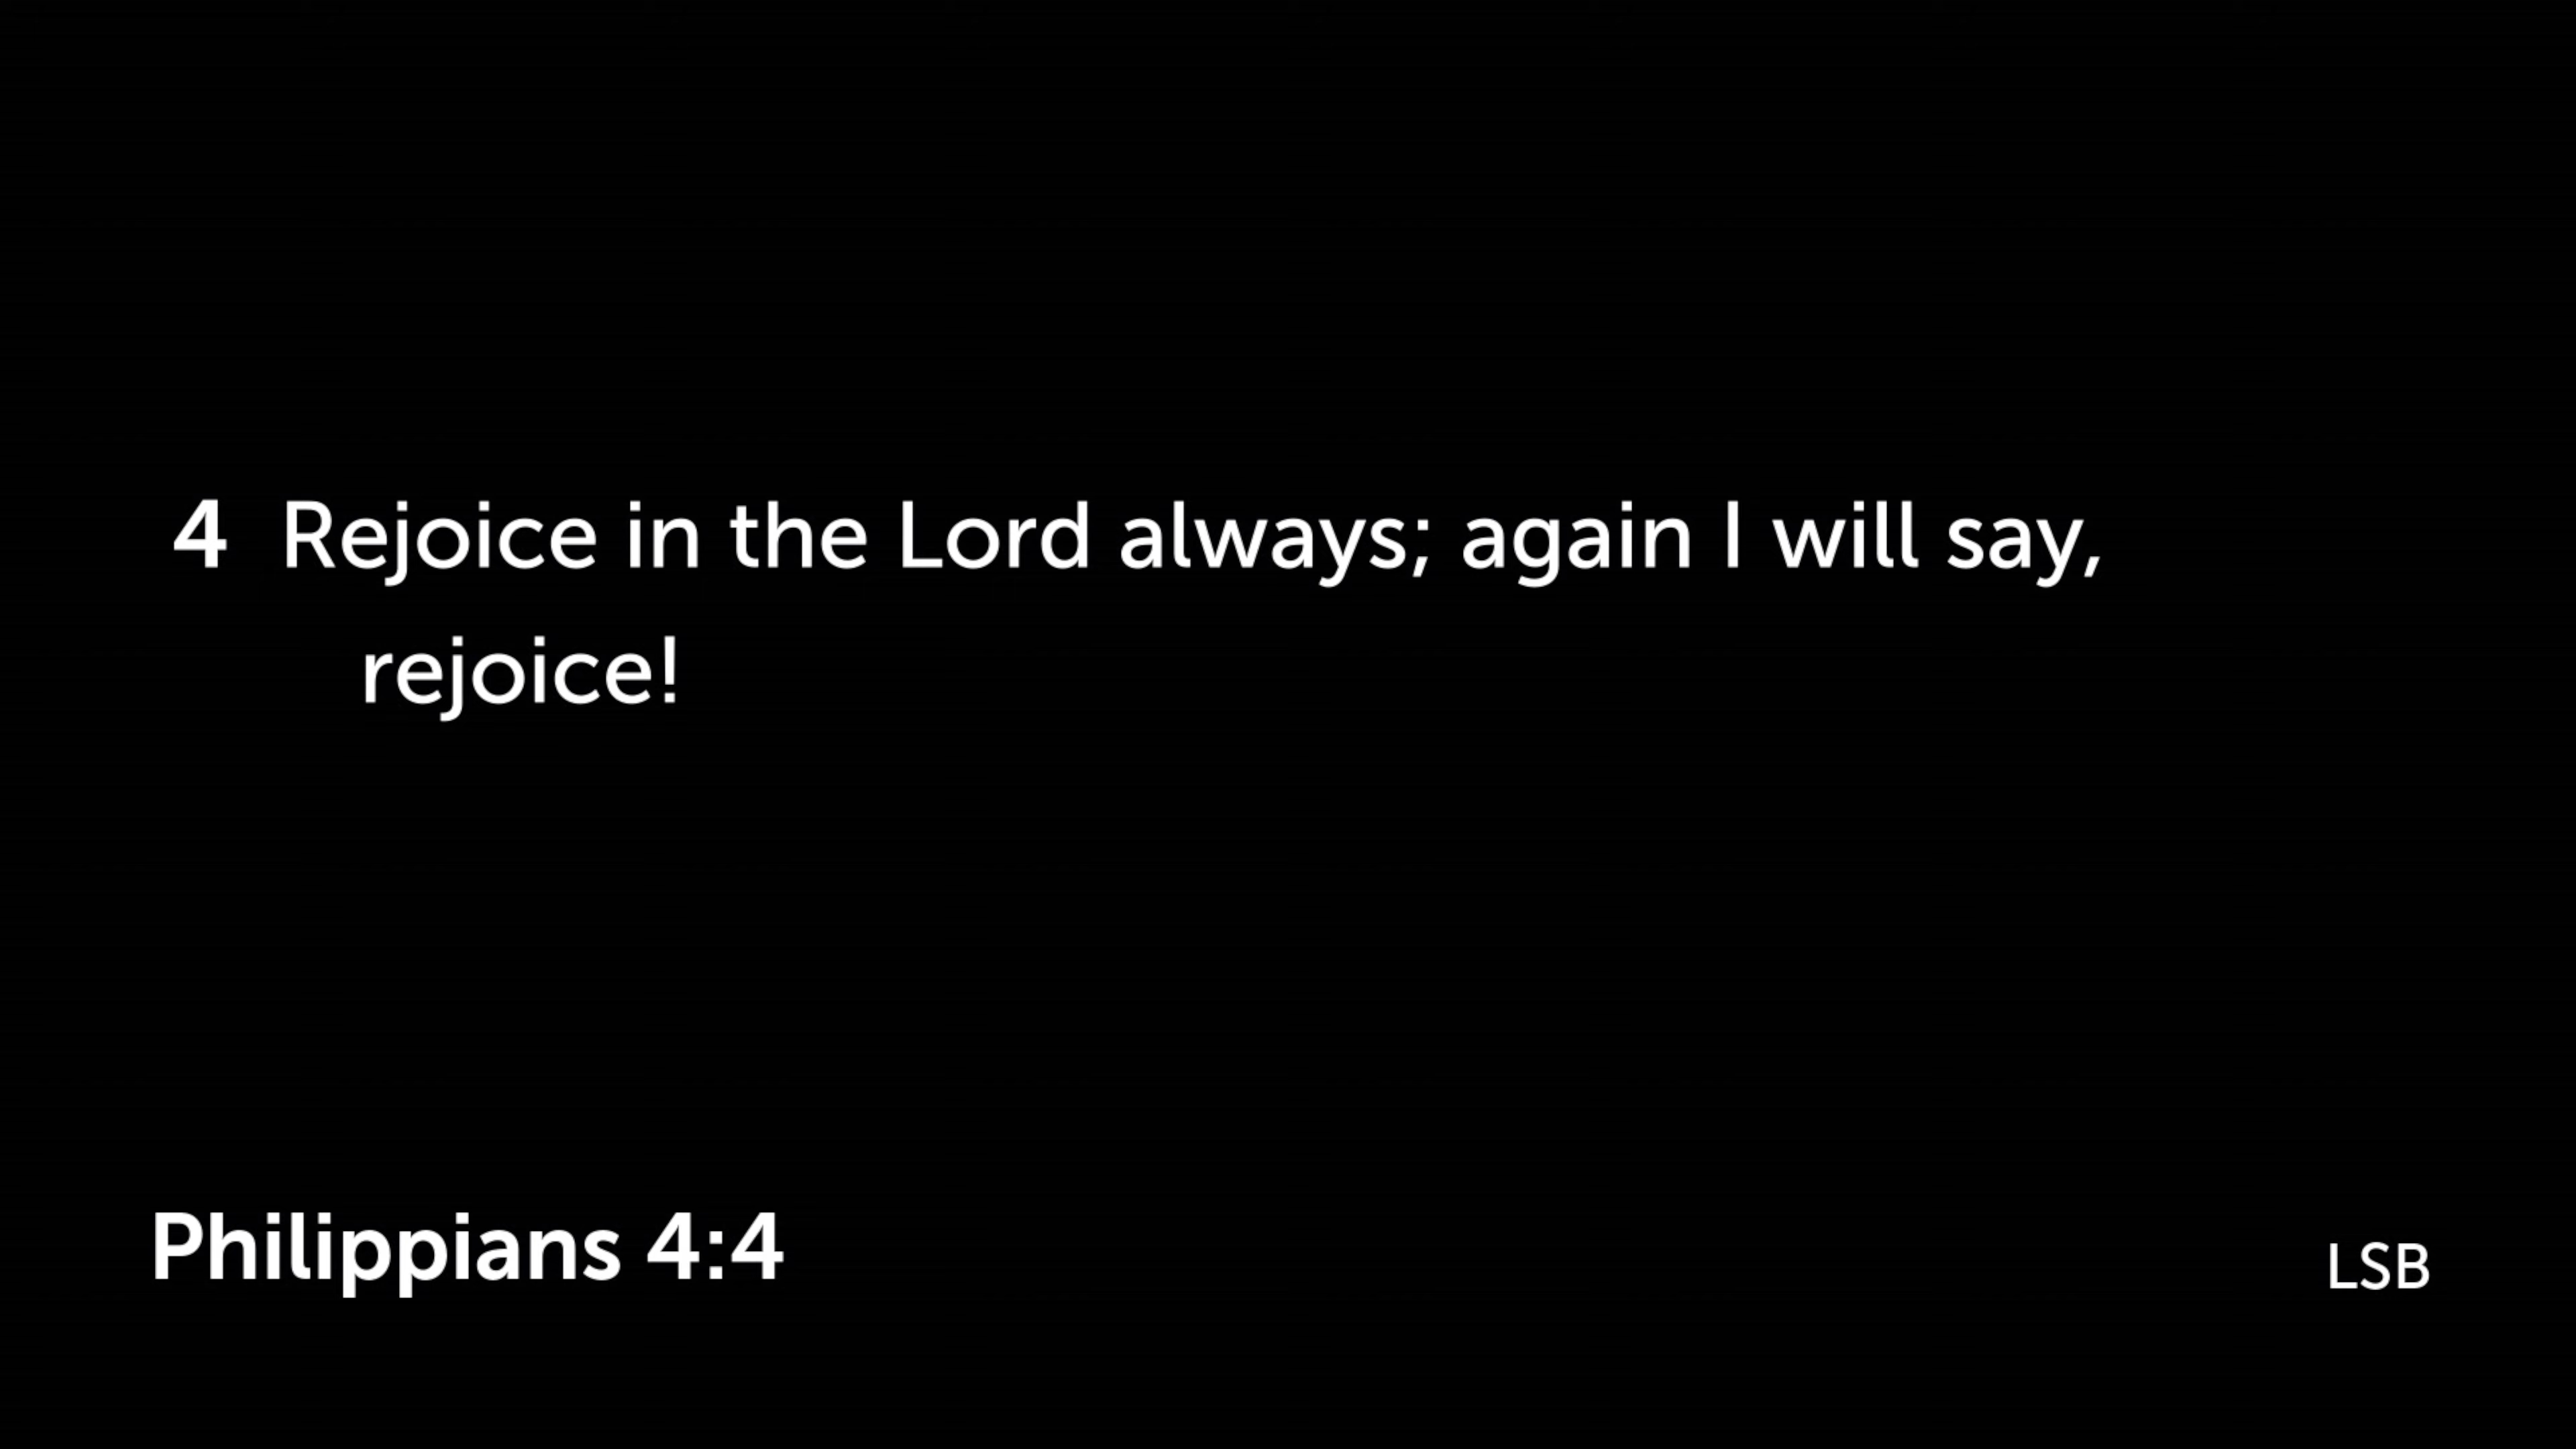 4 Rejoice in the Lord always; again I will say,
rejoice!
Philippians 4:4
LSB